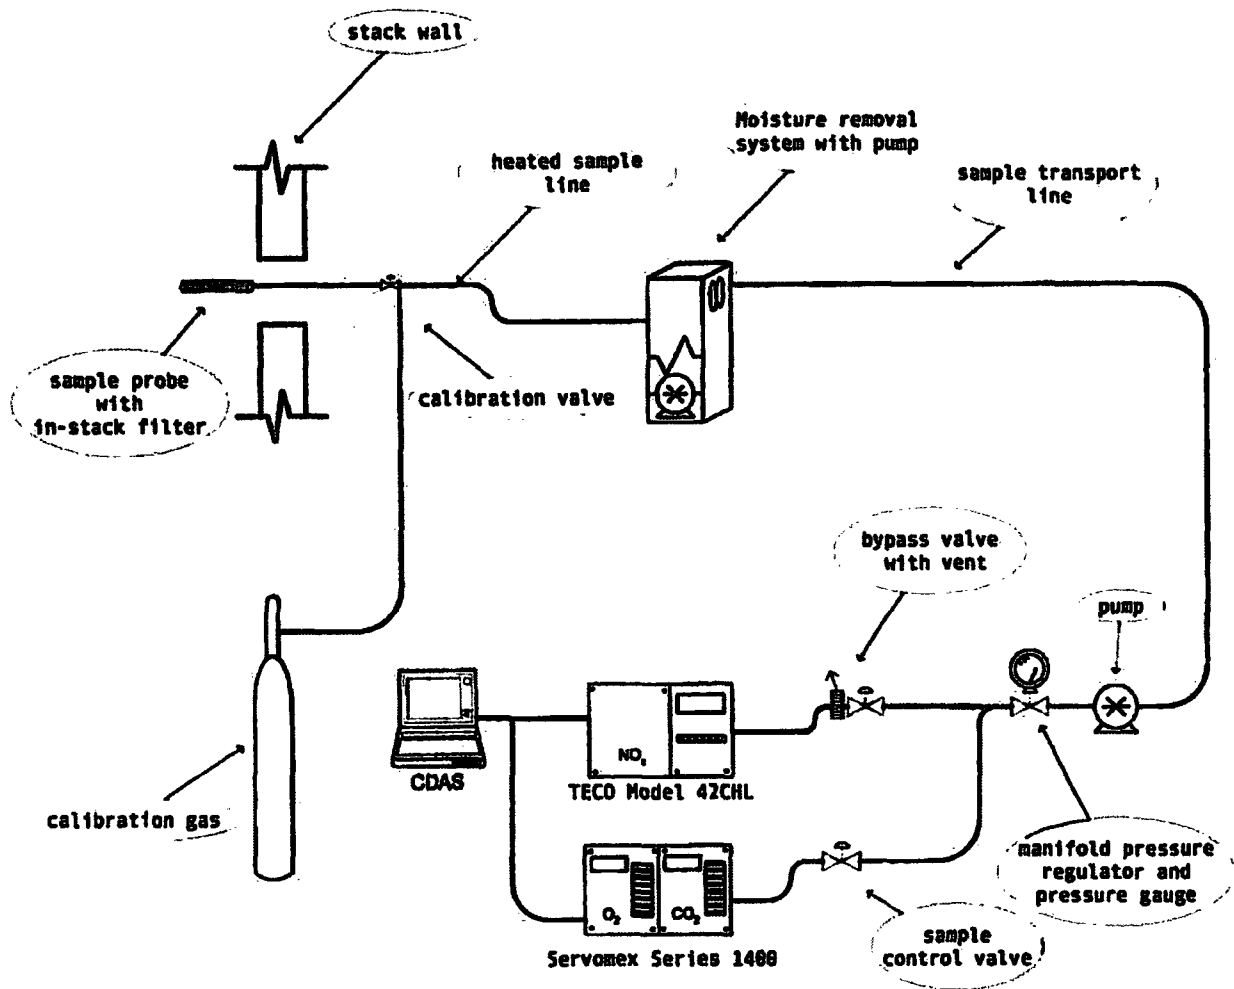 stack wall
Moisture removal
system with pump
heated sample
line
sample transport
line
sample probe
with
in-stack filter
calibration valve
bypass valve
with vent
pump
calibration gas
CDAS
NOx
TECO Model 42CHL
manifold pressure
regulator and
pressure gauge
O2
CO2
sample
control valve
Servomex Series 1400